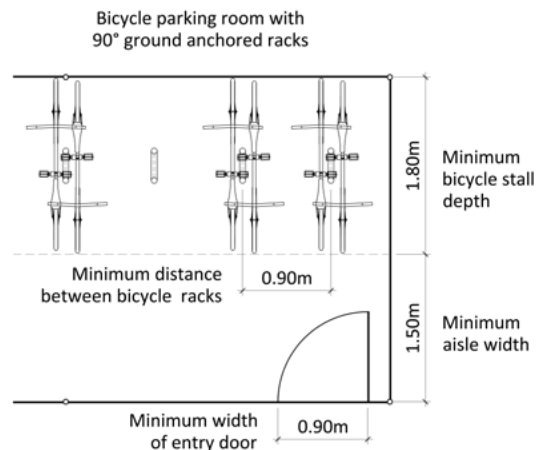 Bicycle parking room with
90° ground anchored racks
1.80m
Minimum
bicycle stall
depth
Minimum distance
between bicycle racks
0.90m
1.50m
Minimum
aisle width
Minimum width
of entry door
0.90m